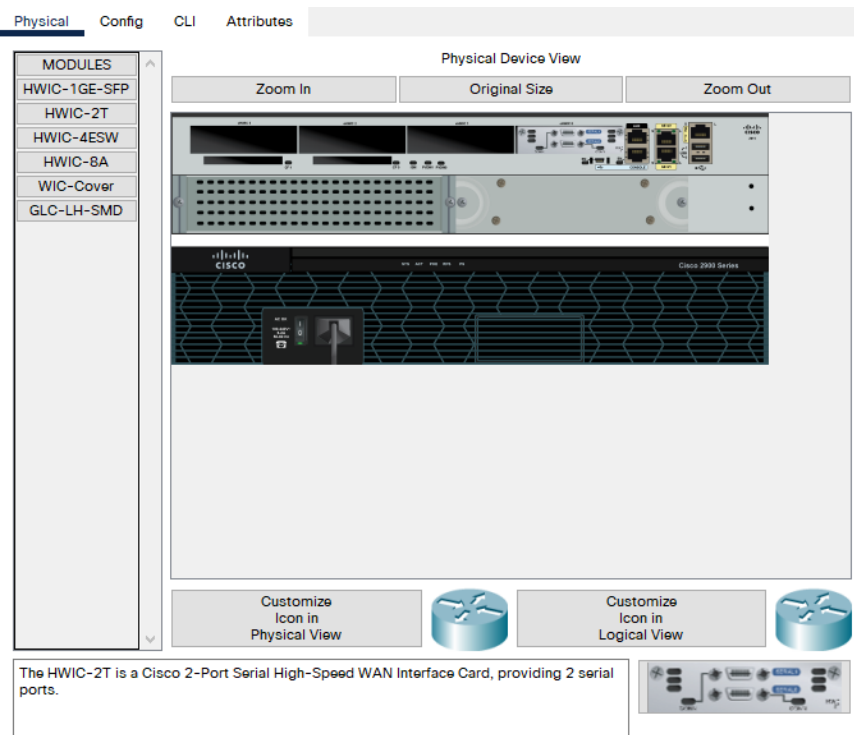 Physical Config CLI Attributes
MODULES
HWIC-1GE-SFP
HWIC-2T
HWIC-4ESW
HWIC-8A
WIC-Cover
GLC-LH-SMD
Physical Device View
Zoom In Original Size Zoom Out
CISCO
Cisco 2900 Series
Customize
Icon in
Physical View
Customize
Icon in
Logical View
The HWIC-2T is a Cisco 2-Port Serial High-Speed WAN Interface Card, providing 2 serial
ports.